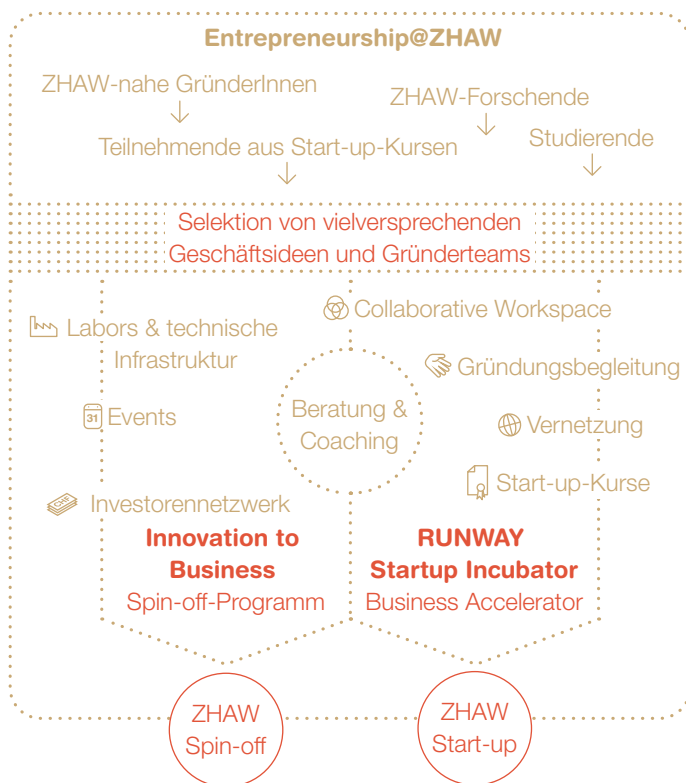 Entrepreneurship@ZHAW
ZHAW-nahe GründerInnen
ZHAW-Forschende
Teilnehmende aus Start-up-Kursen
Studierende
Selektion von vielversprechenden
Geschäftsideen und Gründerteams
Collaborative Workspace
Labors & technische
Infrastruktur
Gründungsbegleitung
Beratung &
Coaching
31
Events
Vernetzung
Start-up-Kurse
CHF
Investorennetzwerk
Innovation to
Business
Spin-off-Programm
RUNWAY
Startup Incubator
Business Accelerator
ZHAW
Spin-off
ZHAW
Start-up